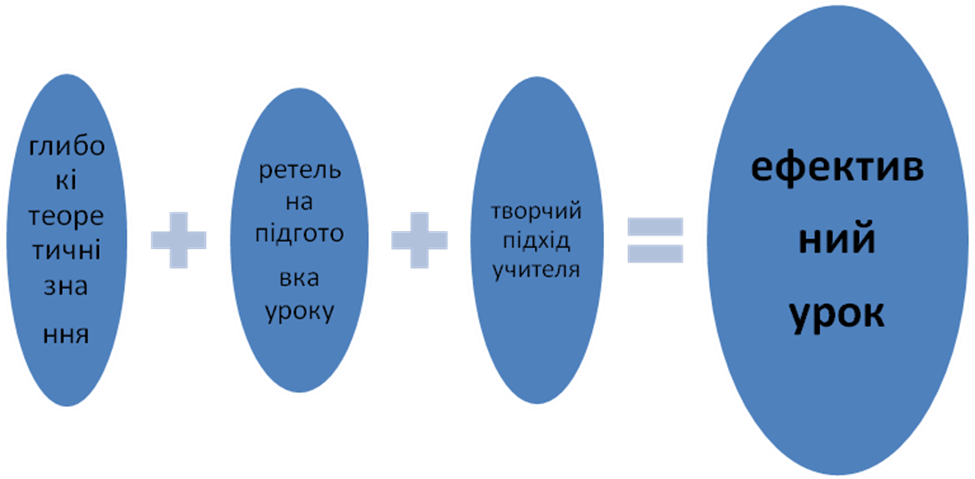 глибо
кі
теоре
тичні
зна
ння
+
ретель
на
підгото
вка
уроку
+
творчий
підхід
учителя
=
ефектив
ний
урок